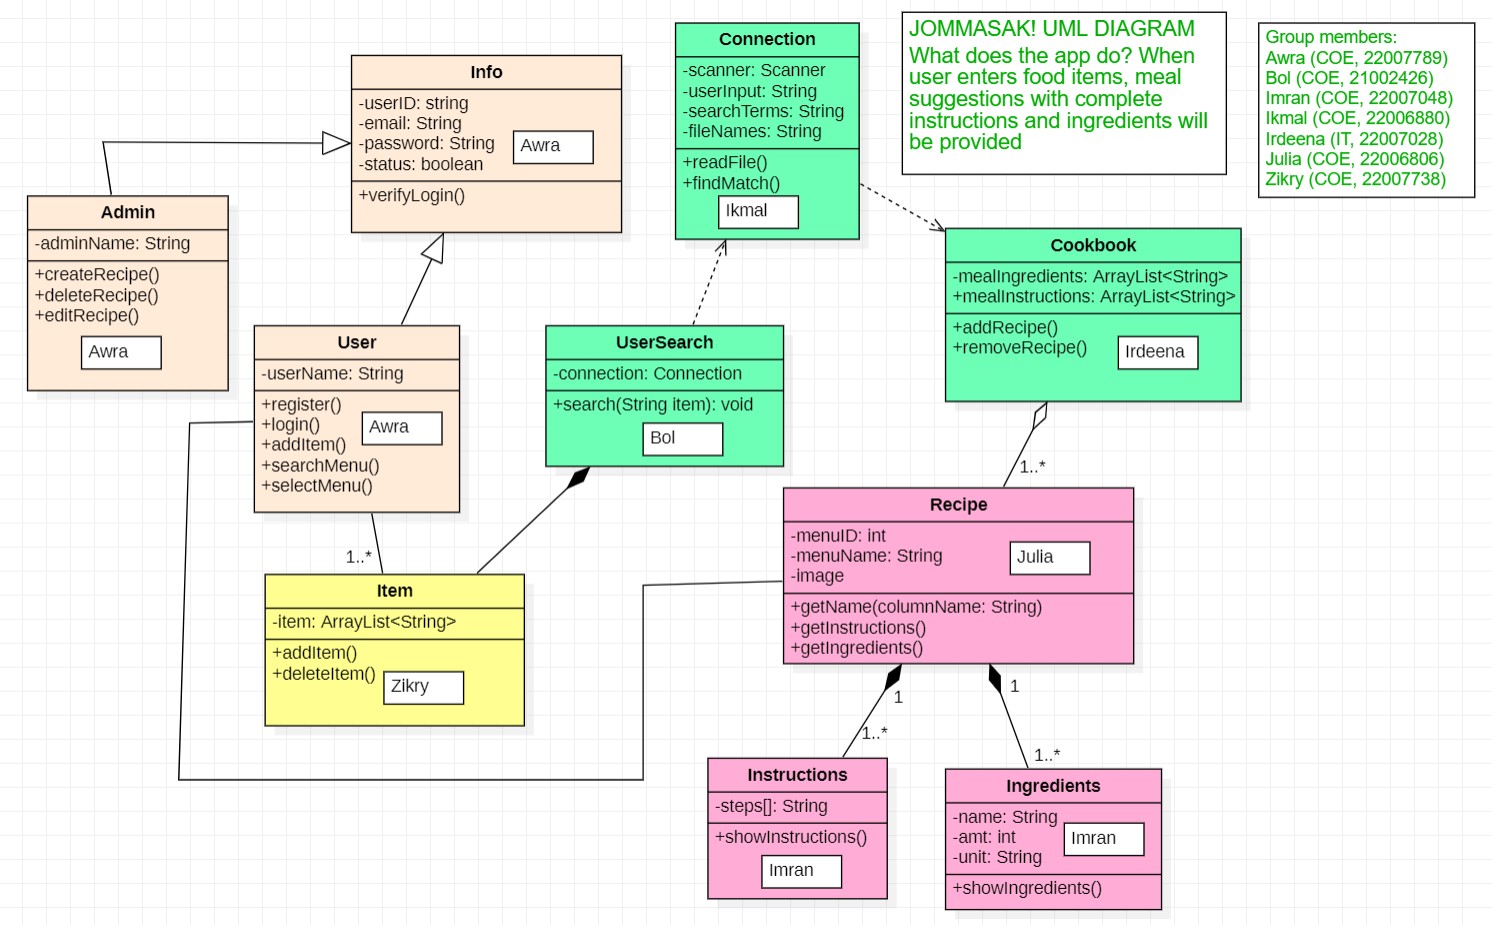 JOMMASAK! UML DIAGRAM
What does the app do? When
user enters food items, meal
suggestions with complete
instructions and ingredients will
be provided
Group members:
Awra (COE, 22007789)
Bol (COE, 21002426)
Imran (COE, 22007048)
Ikmal (COE, 22006880)
Irdeena (IT, 22007028)
Julia (COE, 22006806)
Zikry (COE, 22007738)
Info
-userID: string
-email: String
-password: String
-status: boolean
Awra
+verifyLogin()
Connection
-scanner: Scanner
-userInput: String
-searchTerms: String
-fileNames: String
+readFile()
+findMatch()
Ikmal
Admin
-adminName: String
+createRecipe()
+deleteRecipe()
+editRecipe()
Awra
User
-userName: String
+register()
+login()
+addItem()
+searchMenu()
+selectMenu()
Awra
UserSearch
-connection: Connection
+search(String item): void
Bol
Cookbook
-mealIngredients: ArrayList<String>
+mealInstructions: ArrayList<String>
+addRecipe()
+removeRecipe()
Irdeena
1..*
1..*
Item
-item: ArrayList<String>
+addItem()
+deleteItem()
Zikry
Recipe
-menuID: int
-menuName: String
-image
Julia
+getName(columnName: String)
+getInstructions()
+getIngredients()
1
1
1..*
1..*
Instructions
-steps[]: String
+showInstructions()
Imran
Ingredients
-name: String
-amt: int
-unit: String
Imran
+showIngredients()